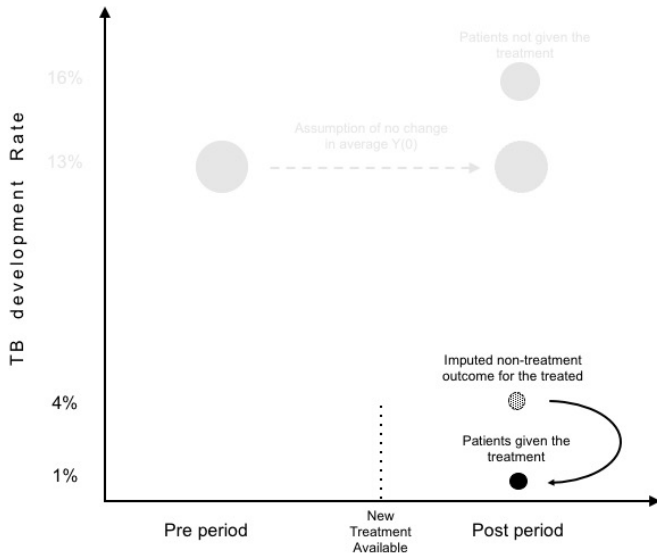 Patients not given the
treatment
16%
Assumption of no change
in average Y(0)
13%
TB development Rate
Imputed non-treatment
outcome for the treated
4%
Patients given the
treatment
1%
Pre period
New
Treatment
Available
Post period